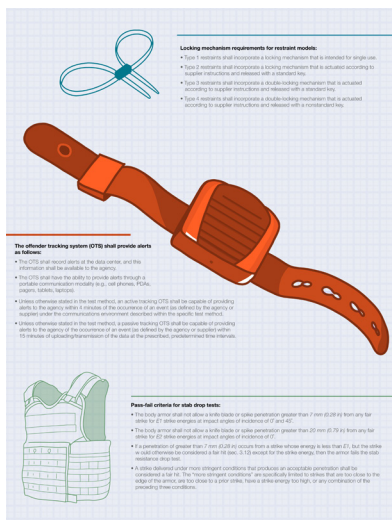 Locking mechanism requirements for restraint models:
• Type 1 restraints shall incorporate a locking mechanism that is intended for single use.
• Type 2 restraints shall incorporate a locking mechanism that is actuated according to
supplier instructions and released with a standard key.
• Type 3 restraints shall incorporate a double-locking mechanism that is actuated
according to supplier instructions and released with a standard key.
• Type 4 restraints shall incorporate a double-locking mechanism that is actuated
according to supplier instructions and released with a nonstandard key.
The offender tracking system (OTS) shall provide alerts
as follows:
• The OTS shall record alerts at the data center, and this
information shall be available to the agency.
• The OTS shall have the ability to provide alerts through a
portable communication modality (e.g., cell phones, PDAs,
pagers, tablets, laptops).
• Unless otherwise stated in the test method, an active tracking OTS shall be capable of providing
alerts to the agency within 4 minutes of the occurrence of an event (as defined by the agency or
supplier) under the communications environment described within the specific test method.
• Unless otherwise stated in the test method, a passive tracking OTS shall be capable of providing
alerts to the agency of the occurrence of an event (as defined by the agency or supplier) within
15 minutes of uploading/transmission of the data at the prescribed, predetermined time intervals.
Pass-fail criteria for stab drop tests:
• The body armor shall not allow a knife blade or spike penetration greater than 7 mm (0.28 in) from any fair
strike for E1 strike energies at impact angles of incidence of 0° and 45°.
• The body armor shall not allow a knife blade or spike penetration greater than 20 mm (0.79 in) from any fair
strike for E2 strike energies at impact angles of incidence of 0°.
• If a penetration of greater than 7 mm (0.28 in) occurs from a strike whose energy is less than E1, but the strike
would otherwise be considered a fair hit (sec. 3.12) except for the strike energy, then the armor fails the stab
resistance drop test.
• A strike delivered under more stringent conditions that produces an acceptable penetration shall be
considered a fair hit. The "more stringent conditions" are specifically limited to strikes that are too close to the
edge of the armor, are too close to a prior strike, have a strike energy too high, or any combination of the
preceding three conditions.